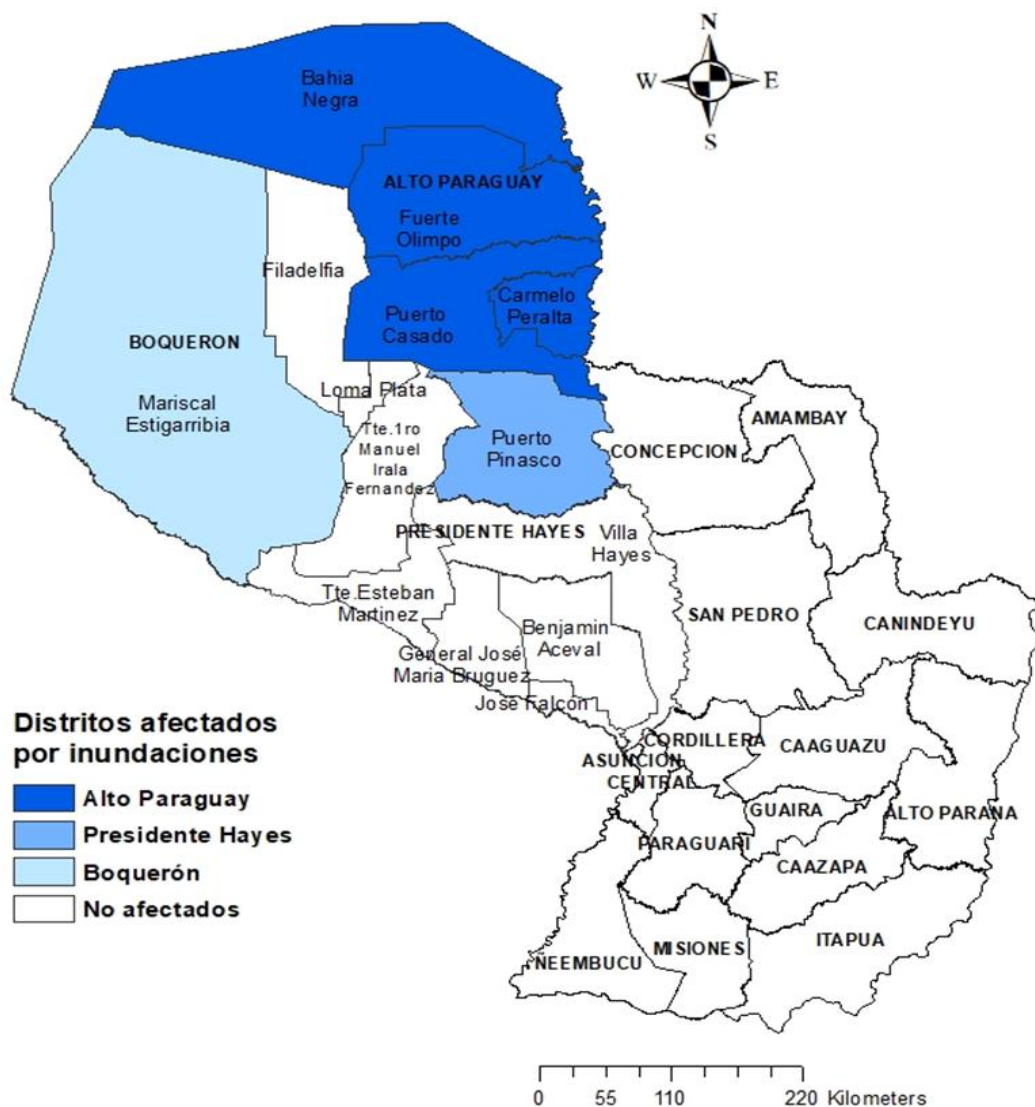 N
W
E
S
Bahia
Negra
ALTO PARAGUAY
Fuerte
Olimpo
Filadelfia
Carmelo
Peralta
Puerto
Casado
BOQUERON
Loma Plata
AMAMBAY
Mariscal
Estigarribia
Tte.1ro
Manuel
Irala
Fernandez
Puerto
Pinasco
CONCEPCION
PRESIDENTE HAYES
Villa
Hayes
Tte.Esteban
Martinez
SAN PEDRO
CANINDEYU
Benjamin
Aceval
General José
Maria Bruguez
José Falcón
Distritos afectados
por inundaciones
Alto Paraguay
Presidente Hayes
Boquerón
No afectados
CORDILLERA
CAAGUAZU
ASUNCION
CENTRAL
GUAIRA
ALTO PARANA
PARAGUARI
CAAZAPA
ITAPUA
MISIONES
ÑEEMBUCU
0 55 110 220 Kilometers